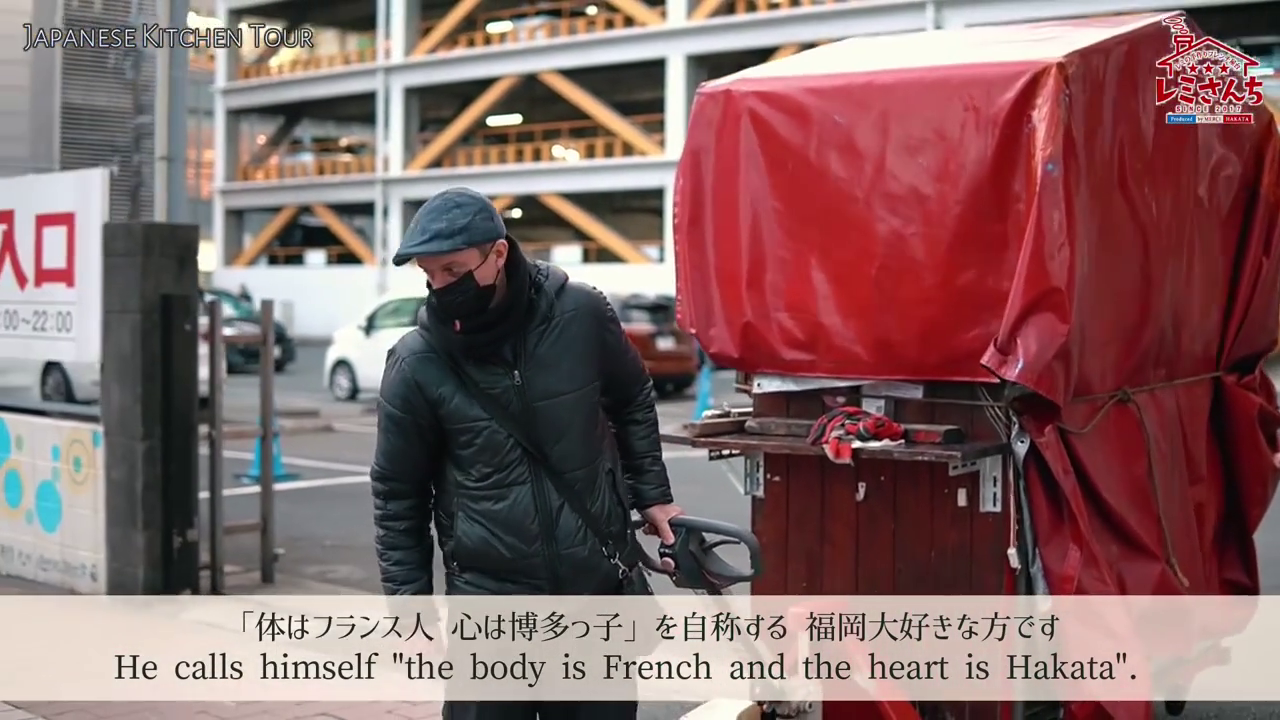 JAPANESE KITCHEN TOUR
レミさんち
SINCE 2017
Produced by MERCI HAKATA
入口
:00~22:00
「体はフランス人 心は博多っ子」を自称する 福岡大好きな方です
He calls himself "the body is French and the heart is Hakata".